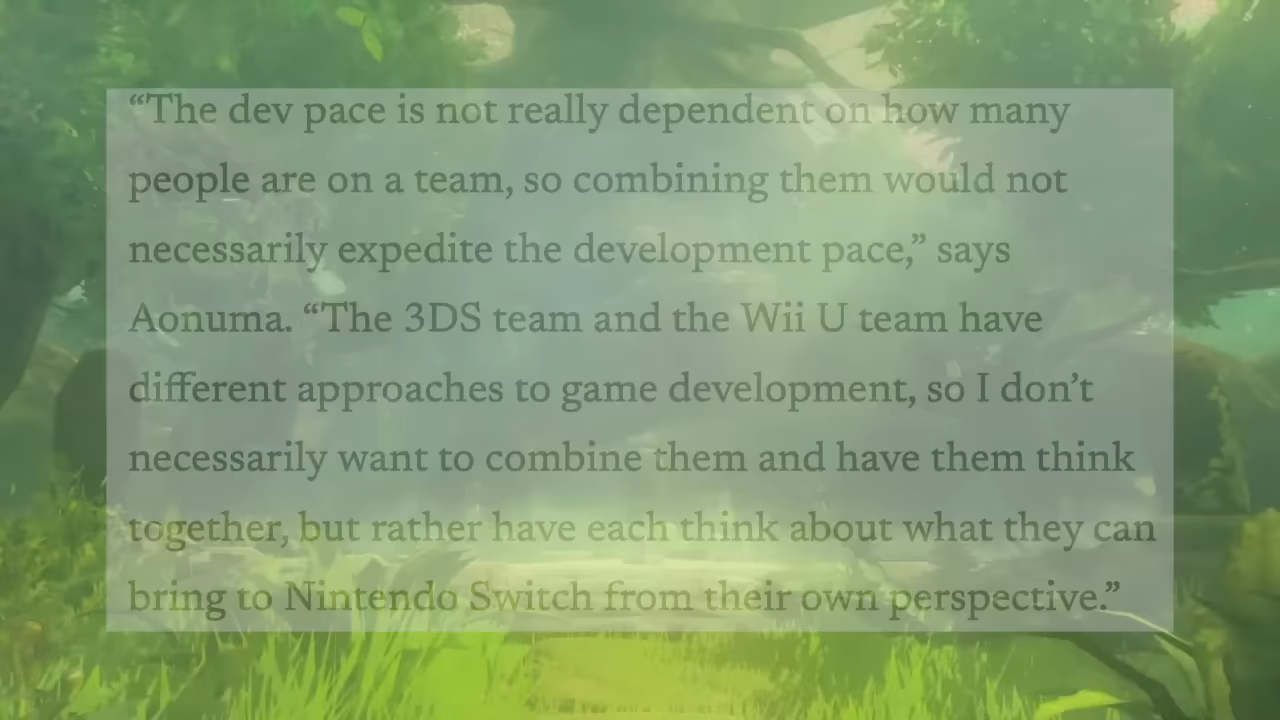 “The dev pace is not really dependent on how many
people are on a team, so combining them would not
necessarily expedite the development pace,” says
Aonuma. “The 3DS team and the Wii U team have
different approaches to game development, so I don’t
necessarily want to combine them and have them think
together, but rather have each think about what they can
bring to Nintendo Switch from their own perspective.”